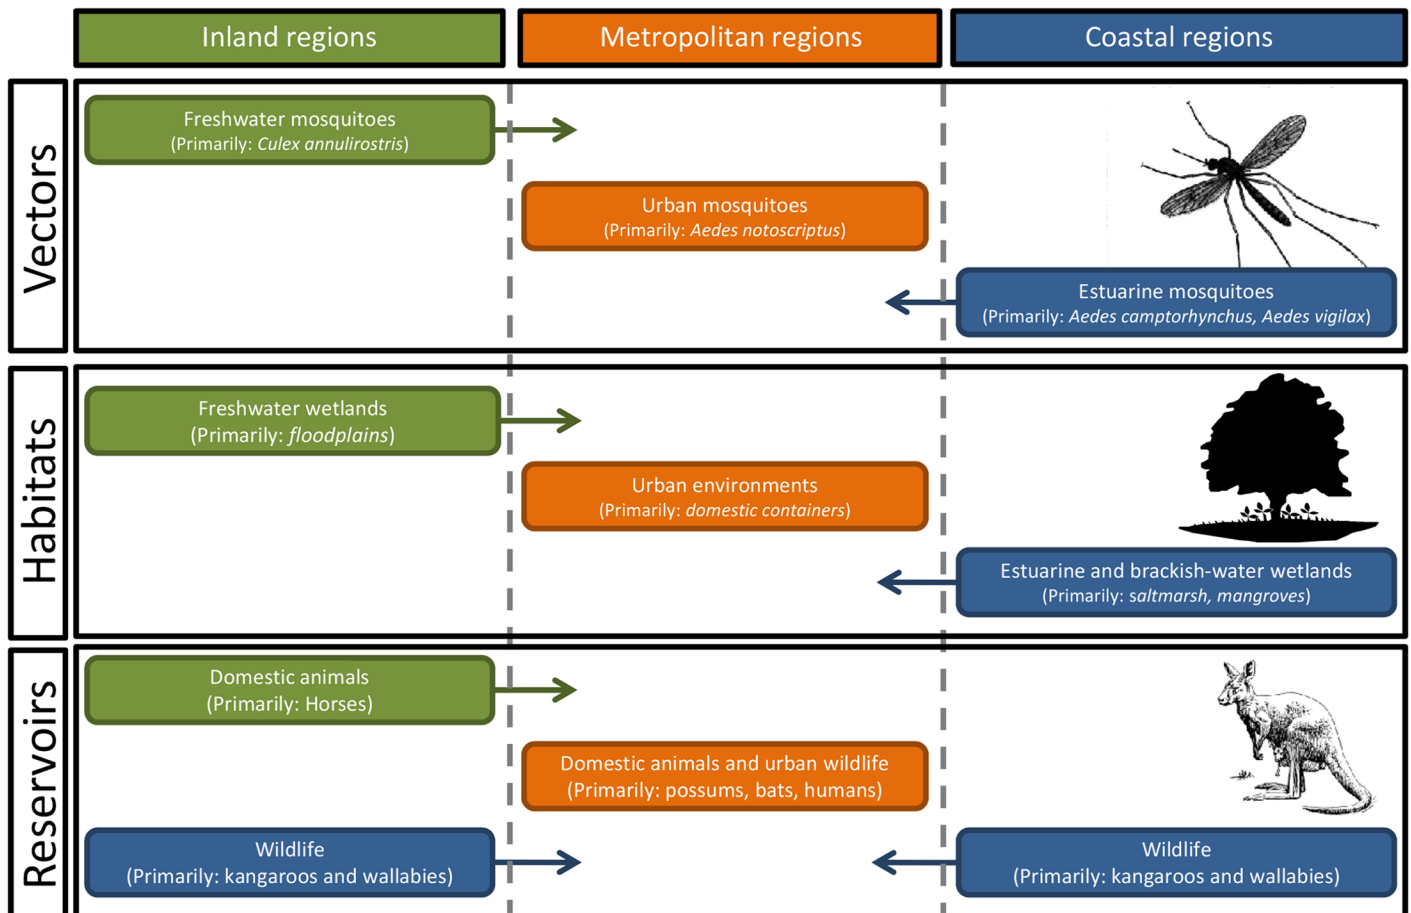 Inland regions
Metropolitan regions
Coastal regions
Vectors
Freshwater mosquitoes
(Primarily: Culex annulirostris)
Urban mosquitoes
(Primarily: Aedes notoscriptus)
Estuarine mosquitoes
(Primarily: Aedes camptorhynchus, Aedes vigilax)
Habitats
Freshwater wetlands
(Primarily: floodplains)
Urban environments
(Primarily: domestic containers)
Estuarine and brackish-water wetlands
(Primarily: saltmarsh, mangroves)
Reservoirs
Domestic animals
(Primarily: Horses)
Domestic animals and urban wildlife
(Primarily: possums, bats, humans)
Wildlife
(Primarily: kangaroos and wallabies)
Wildlife
(Primarily: kangaroos and wallabies)